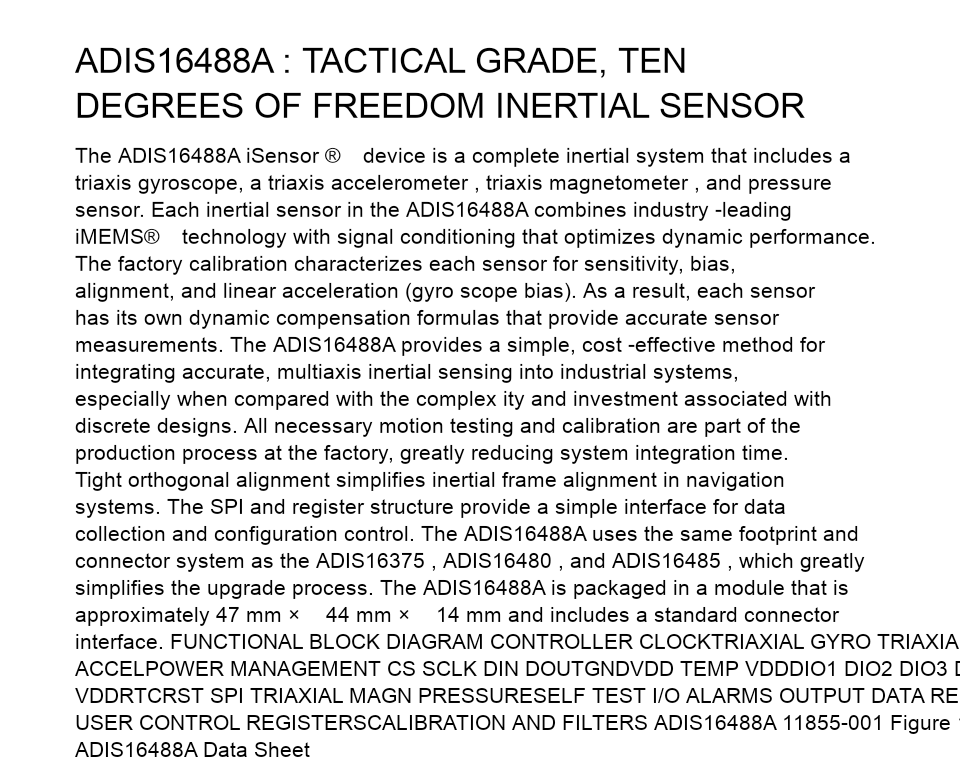 ADIS16488A : TACTICAL GRADE, TEN
DEGREES OF FREEDOM INERTIAL SENSOR
The ADIS16488A iSensor ® device is a complete inertial system that includes a
triaxis gyroscope, a triaxis accelerometer , triaxis magnetometer , and pressure
sensor. Each inertial sensor in the ADIS16488A combines industry -leading
iMEMS® technology with signal conditioning that optimizes dynamic performance.
The factory calibration characterizes each sensor for sensitivity, bias,
alignment, and linear acceleration (gyro scope bias). As a result, each sensor
has its own dynamic compensation formulas that provide accurate sensor
measurements. The ADIS16488A provides a simple, cost -effective method for
integrating accurate, multiaxis inertial sensing into industrial systems,
especially when compared with the complex ity and investment associated with
discrete designs. All necessary motion testing and calibration are part of the
production process at the factory, greatly reducing system integration time.
Tight orthogonal alignment simplifies inertial frame alignment in navigation
systems. The SPI and register structure provide a simple interface for data
collection and configuration control. The ADIS16488A uses the same footprint and
connector system as the ADIS16375 , ADIS16480 , and ADIS16485 , which greatly
simplifies the upgrade process. The ADIS16488A is packaged in a module that is
approximately 47 mm × 44 mm × 14 mm and includes a standard connector
interface. FUNCTIONAL BLOCK DIAGRAM CONTROLLER CLOCKTRIAXIAL GYRO TRIAXIA
ACCELPOWER MANAGEMENT CS SCLK DIN DOUTGNDVDD TEMP VDDDIO1 DIO2 DIO3
VDDRTCRST SPI TRIAXIAL MAGN PRESSURESELF TEST I/O ALARMS OUTPUT DATA RE
USER CONTROL REGISTERSCALIBRATION AND FILTERS ADIS16488A 11855-001 Figure
ADIS16488A Data Sheet